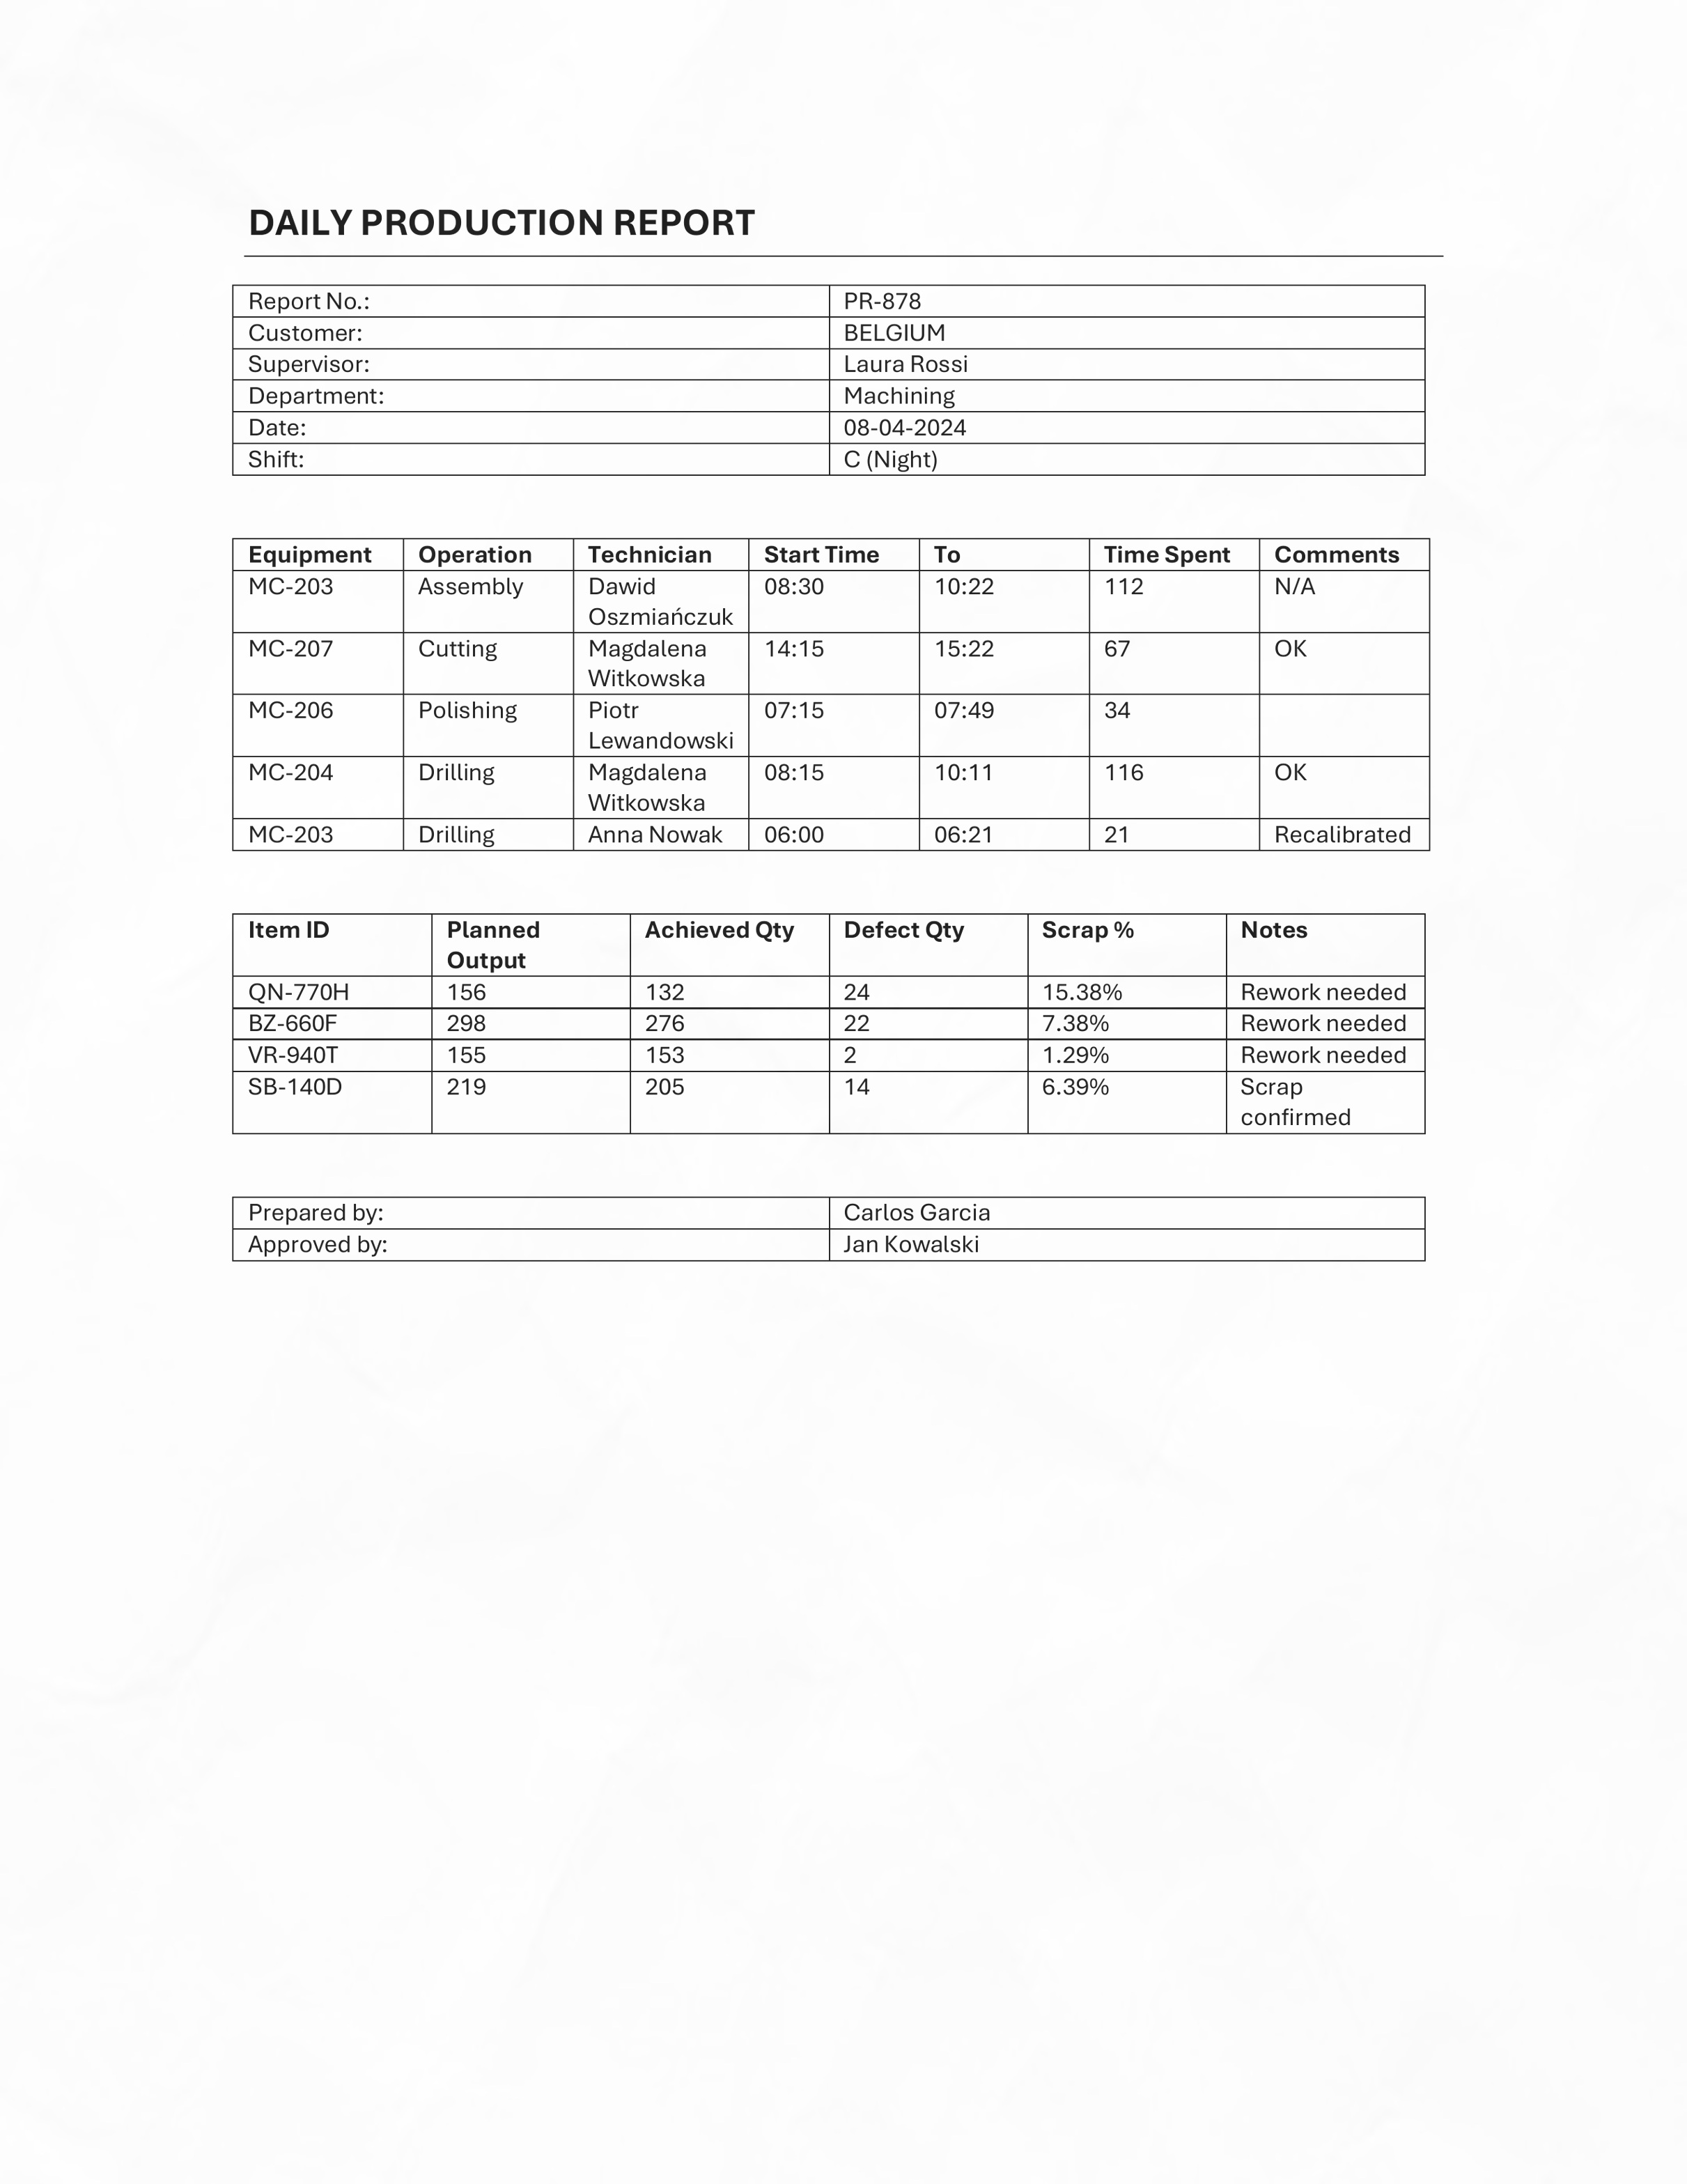 DAILY PRODUCTION REPORT
Report No.: PR-878
Customer: BELGIUM
Supervisor: Laura Rossi
Department: Machining
Date: 08-04-2024
Shift: C (Night)
Equipment Operation Technician Start Time To Time Spent Comments
MC-203 Assembly Dawid 08:30 10:22 112 N/A
Oszmiańczuk
MC-207 Cutting Magdalena 14:15 15:22 67 OK
Witkowska
MC-206 Polishing Piotr 07:15 07:49 34
Lewandowski
MC-204 Drilling Magdalena 08:15 10:11 116 OK
Witkowska
MC-203 Drilling Anna Nowak 06:00 06:21 21 Recalibrated
Item ID Planned Achieved Qty Defect Qty Scrap % Notes
Output
QN-770H 156 132 24 15.38% Rework needed
BZ-660F 298 276 22 7.38% Rework needed
VR-940T 155 153 2 1.29% Rework needed
SB-140D 219 205 14 6.39% Scrap
confirmed
Prepared by: Carlos Garcia
Approved by: Jan Kowalski